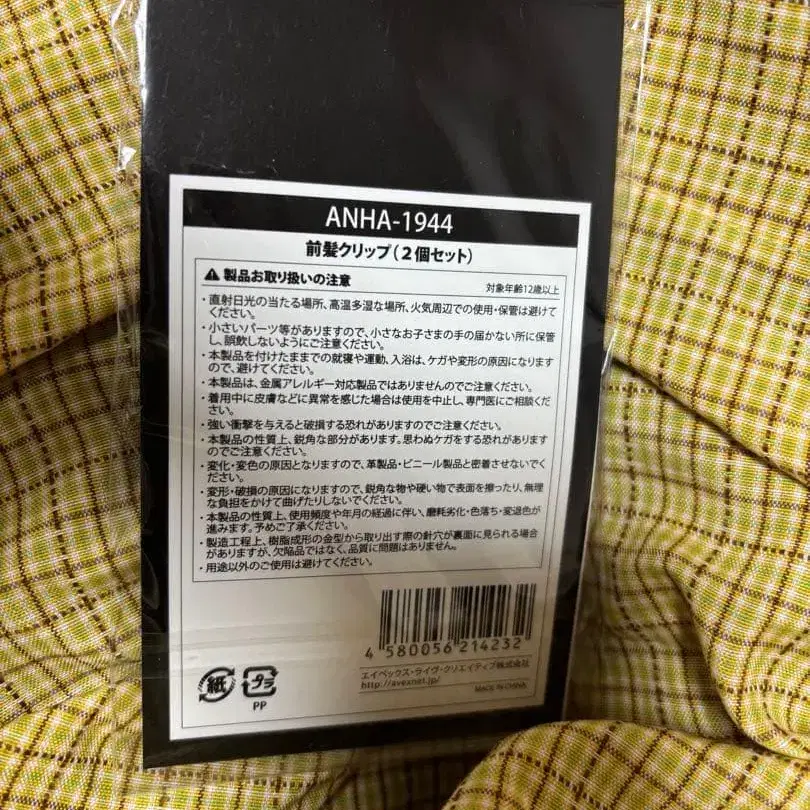 ANHA-1944
前髪クリップ(2個セット)
製品お取り扱いの注意
対象年齢12歳以上
・直射日光の当たる場所、高温多湿な場所、火気周辺での使用・保管は避けて
ください。
・小さいパーツ等がありますので、小さなお子さまの手の届かない所に保管
し、誤飲しないようにご注意ください。
・本製品を付けたままでの就寝や運動、入浴は、ケガや変形の原因になります
ので、避けてください。
・本製品は、金属アレルギー対応製品ではありませんのでご注意ください。
・着用中に皮膚などに異常を感じた場合は使用を中止し、専門医にご相談くだ
さい。
・強い衝撃を与えると破損する恐れがありますのでご注意ください。
・本製品の性質上、鋭角な部分があります。思わぬケガをする恐れがあります
のでご注意ください。
・変化・変色の原因となりますので、革製品・ビニール製品と密着させないでく
ださい。
・変形・破損の原因になりますので、鋭角な物や硬い物で表面を擦ったり、無理
な負担をかけて曲げたりしないでください。
・本製品の性質上、使用頻度や年月の経過に伴い、磨耗劣化・色落ち・変退色が
進みます。予めご了承ください。
・製造工程上、樹脂成形の金型から取り出す際の針穴が裏面に見られる場合
がありますが、欠陥品ではなく、品質に問題はありません。
・用途以外のご使用は避けてください。
4 580056 214232
エイベックス・ライヴ・クリエイティブ株式会社
http://avexnet.jp/
MADE IN CHINA
紙
プラ
PP